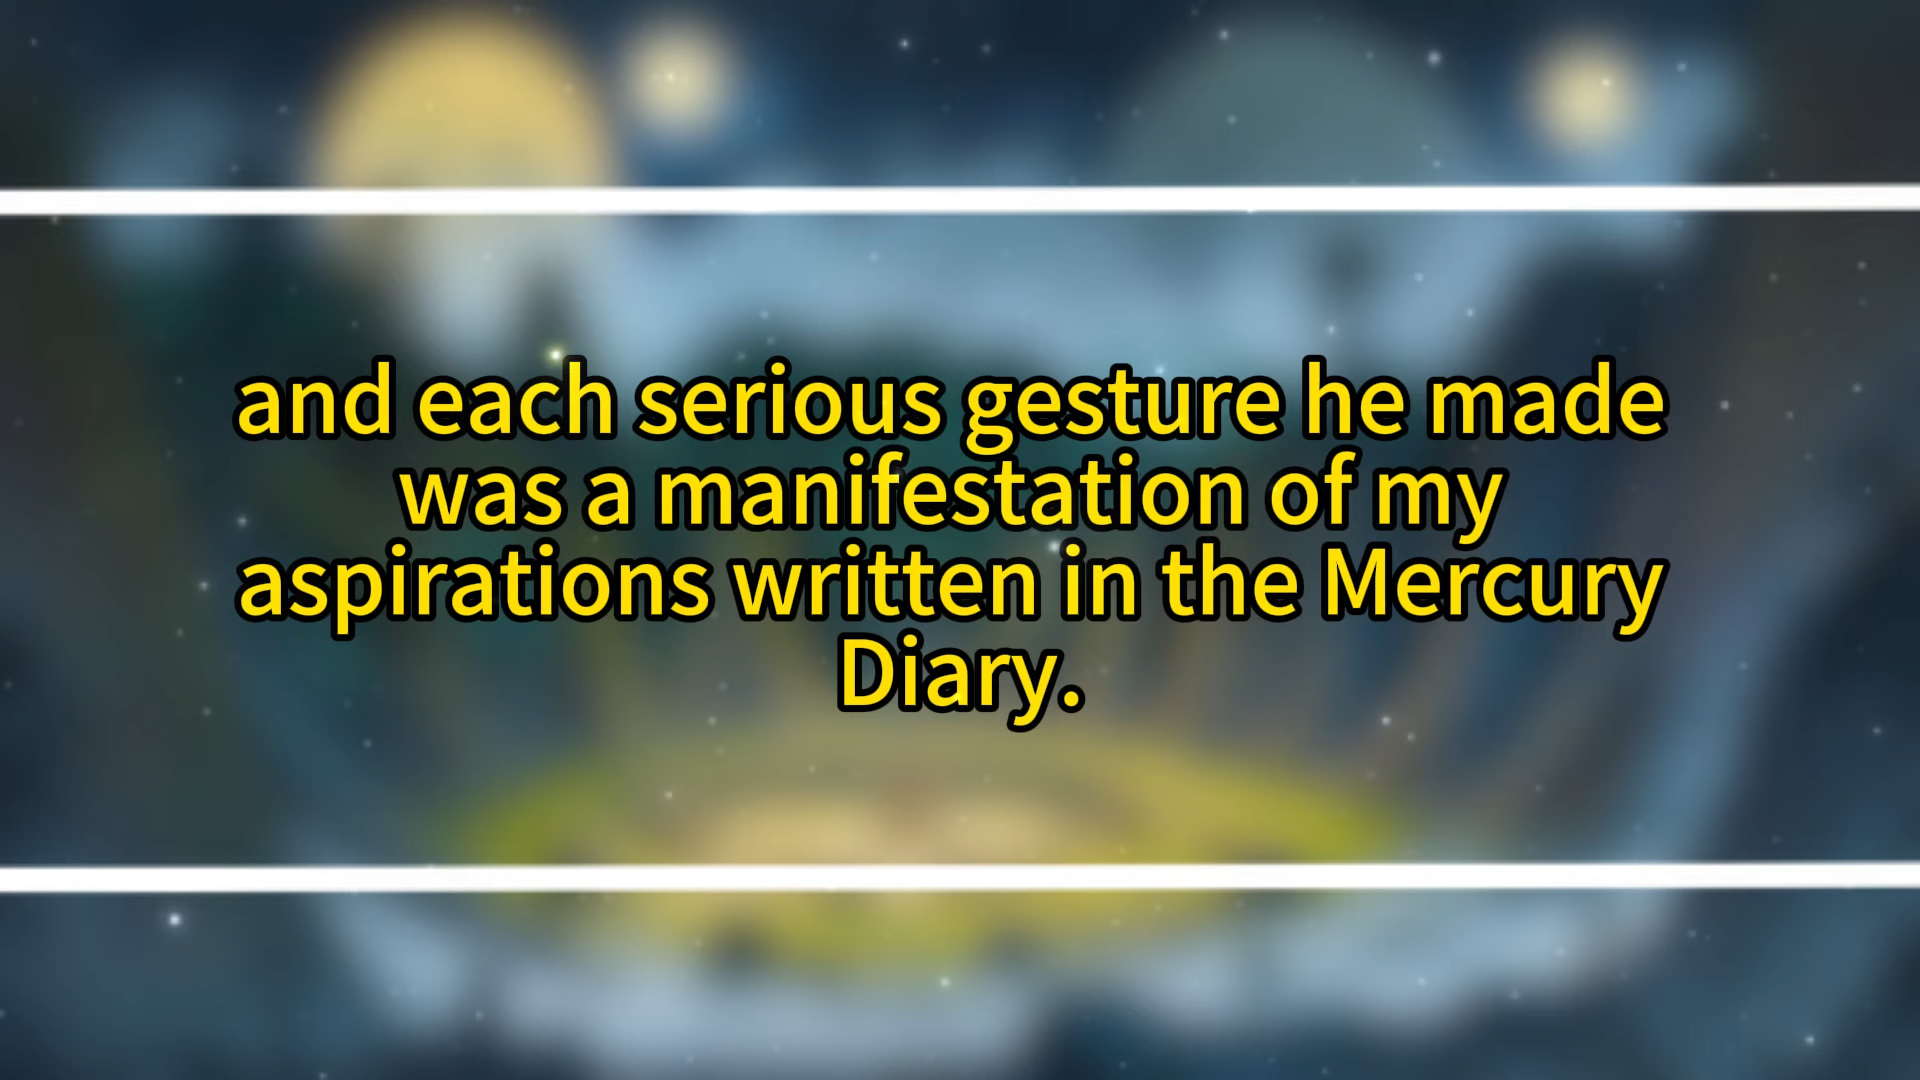 and each serious gesture he made
was a manifestation of my
aspirations written in the Mercury
Diary.